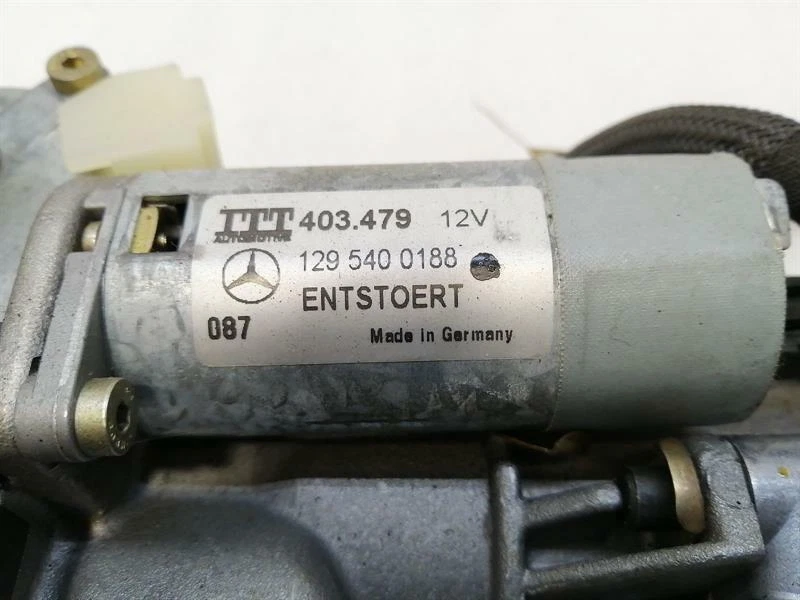 ITT 403.479 12V
AUTOMOTIVE
129 540 0188
ENTSTOERT
087
Made in Germany